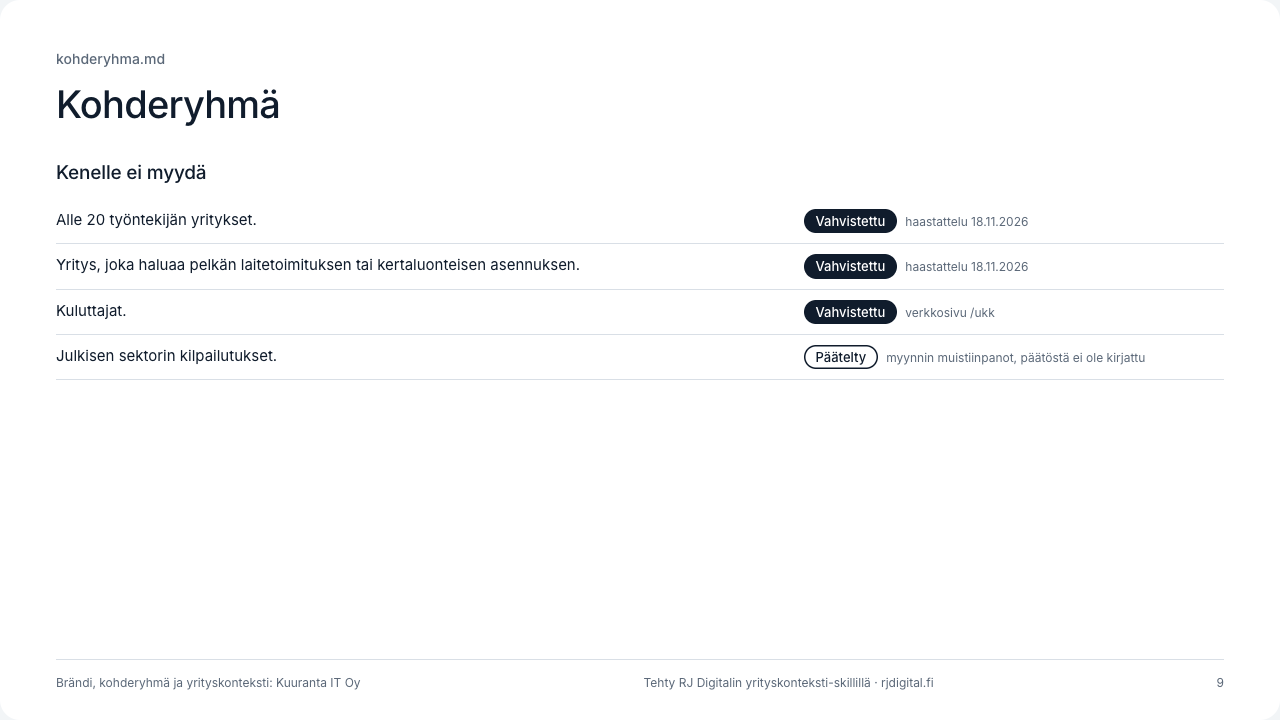 kohderyhma.md
Kohderyhmä
Kenelle ei myydä
Alle 20 työntekijän yritykset. Vahvistettu haastattelu 18.11.2026
Yritys, joka haluaa pelkän laitetoimituksen tai kertaluonteisen asennuksen. Vahvistettu haastattelu 18.11.2026
Kuluttajat. Vahvistettu verkkosivu /ukk
Julkisen sektorin kilpailutukset. Päätelty myynnin muistiinpanot, päätöstä ei ole kirjattu
Brändi, kohderyhmä ja yrityskonteksti: Kuuranta IT Oy Tehty RJ Digitalin yrityskonteksti-skillillä · rjdigital.fi 9